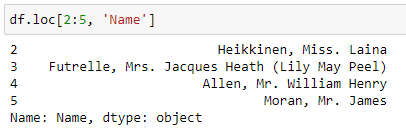 df.loc[2:5, 'Name']
2 Heikkinen, Miss. Laina
3 Futrelle, Mrs. Jacques Heath (Lily May Peel)
4 Allen, Mr. William Henry
5 Moran, Mr. James
Name: Name, dtype: object